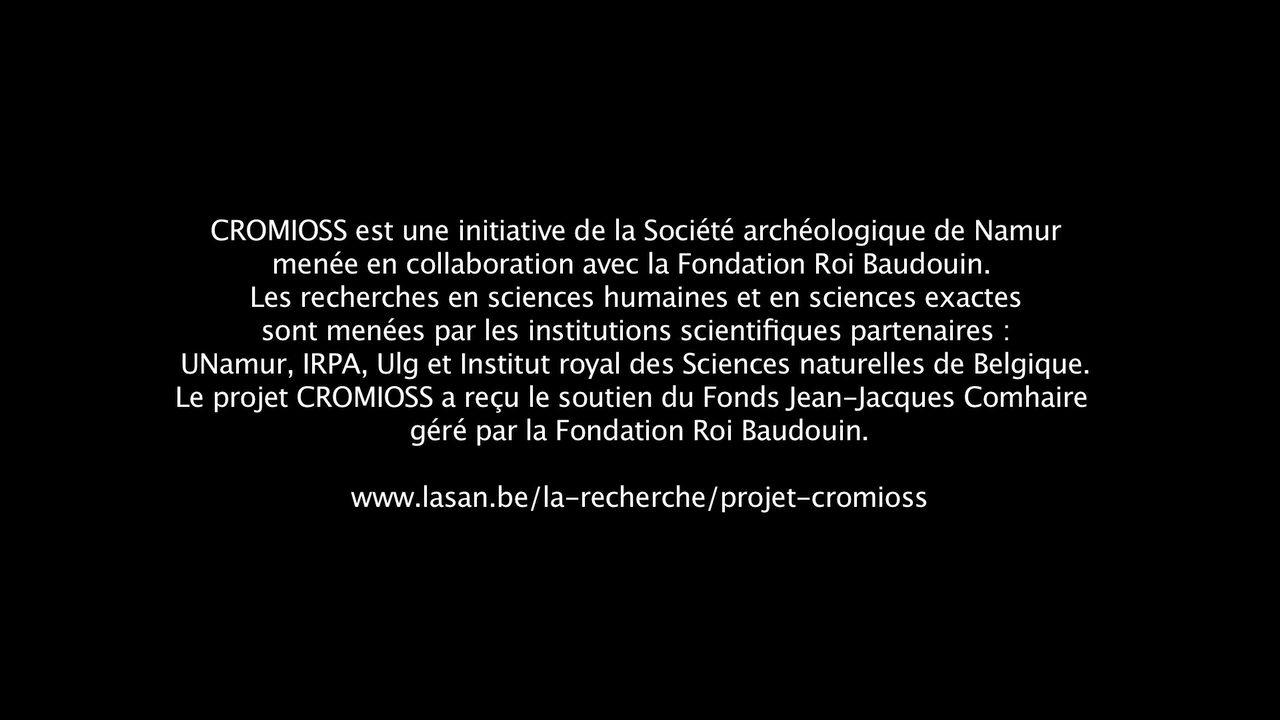 CROMIOSS est une initiative de la Société archéologique de Namur
menée en collaboration avec la Fondation Roi Baudouin.
Les recherches en sciences humaines et en sciences exactes
sont menées par les institutions scientifiques partenaires :
UNamur, IRPA, Ulg et Institut royal des Sciences naturelles de Belgique.
Le projet CROMIOSS a reçu le soutien du Fonds Jean-Jacques Comhaire
géré par la Fondation Roi Baudouin.
www.lasan.be/la-recherche/projet-cromioss